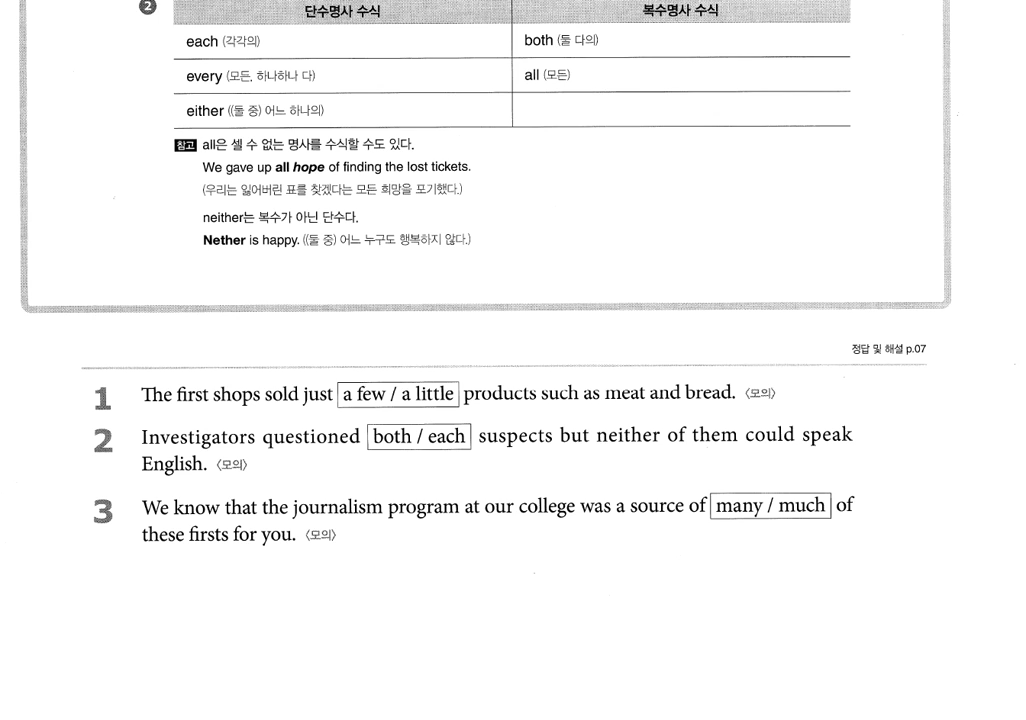 2 단수명사 수식 복수명사 수식
each (각각의) both (둘 다의)
every (모든, 하나하나 다) all (모든)
either ((둘 중) 어느 하나의)
참고 all은 셀 수 없는 명사를 수식할 수도 있다.
We gave up all hope of finding the lost tickets.
(우리는 잃어버린 표를 찾겠다는 모든 희망을 포기했다.)
neither는 복수가 아닌 단수다.
Nether is happy. ((둘 중) 어느 누구도 행복하지 않다.)
정답 및 해설 p.07
1 The first shops sold just a few / a little products such as meat and bread. 〈모의〉
2 Investigators questioned both / each suspects but neither of them could speak
English. 〈모의〉
3 We know that the journalism program at our college was a source of many / much of
these firsts for you. 〈모의〉